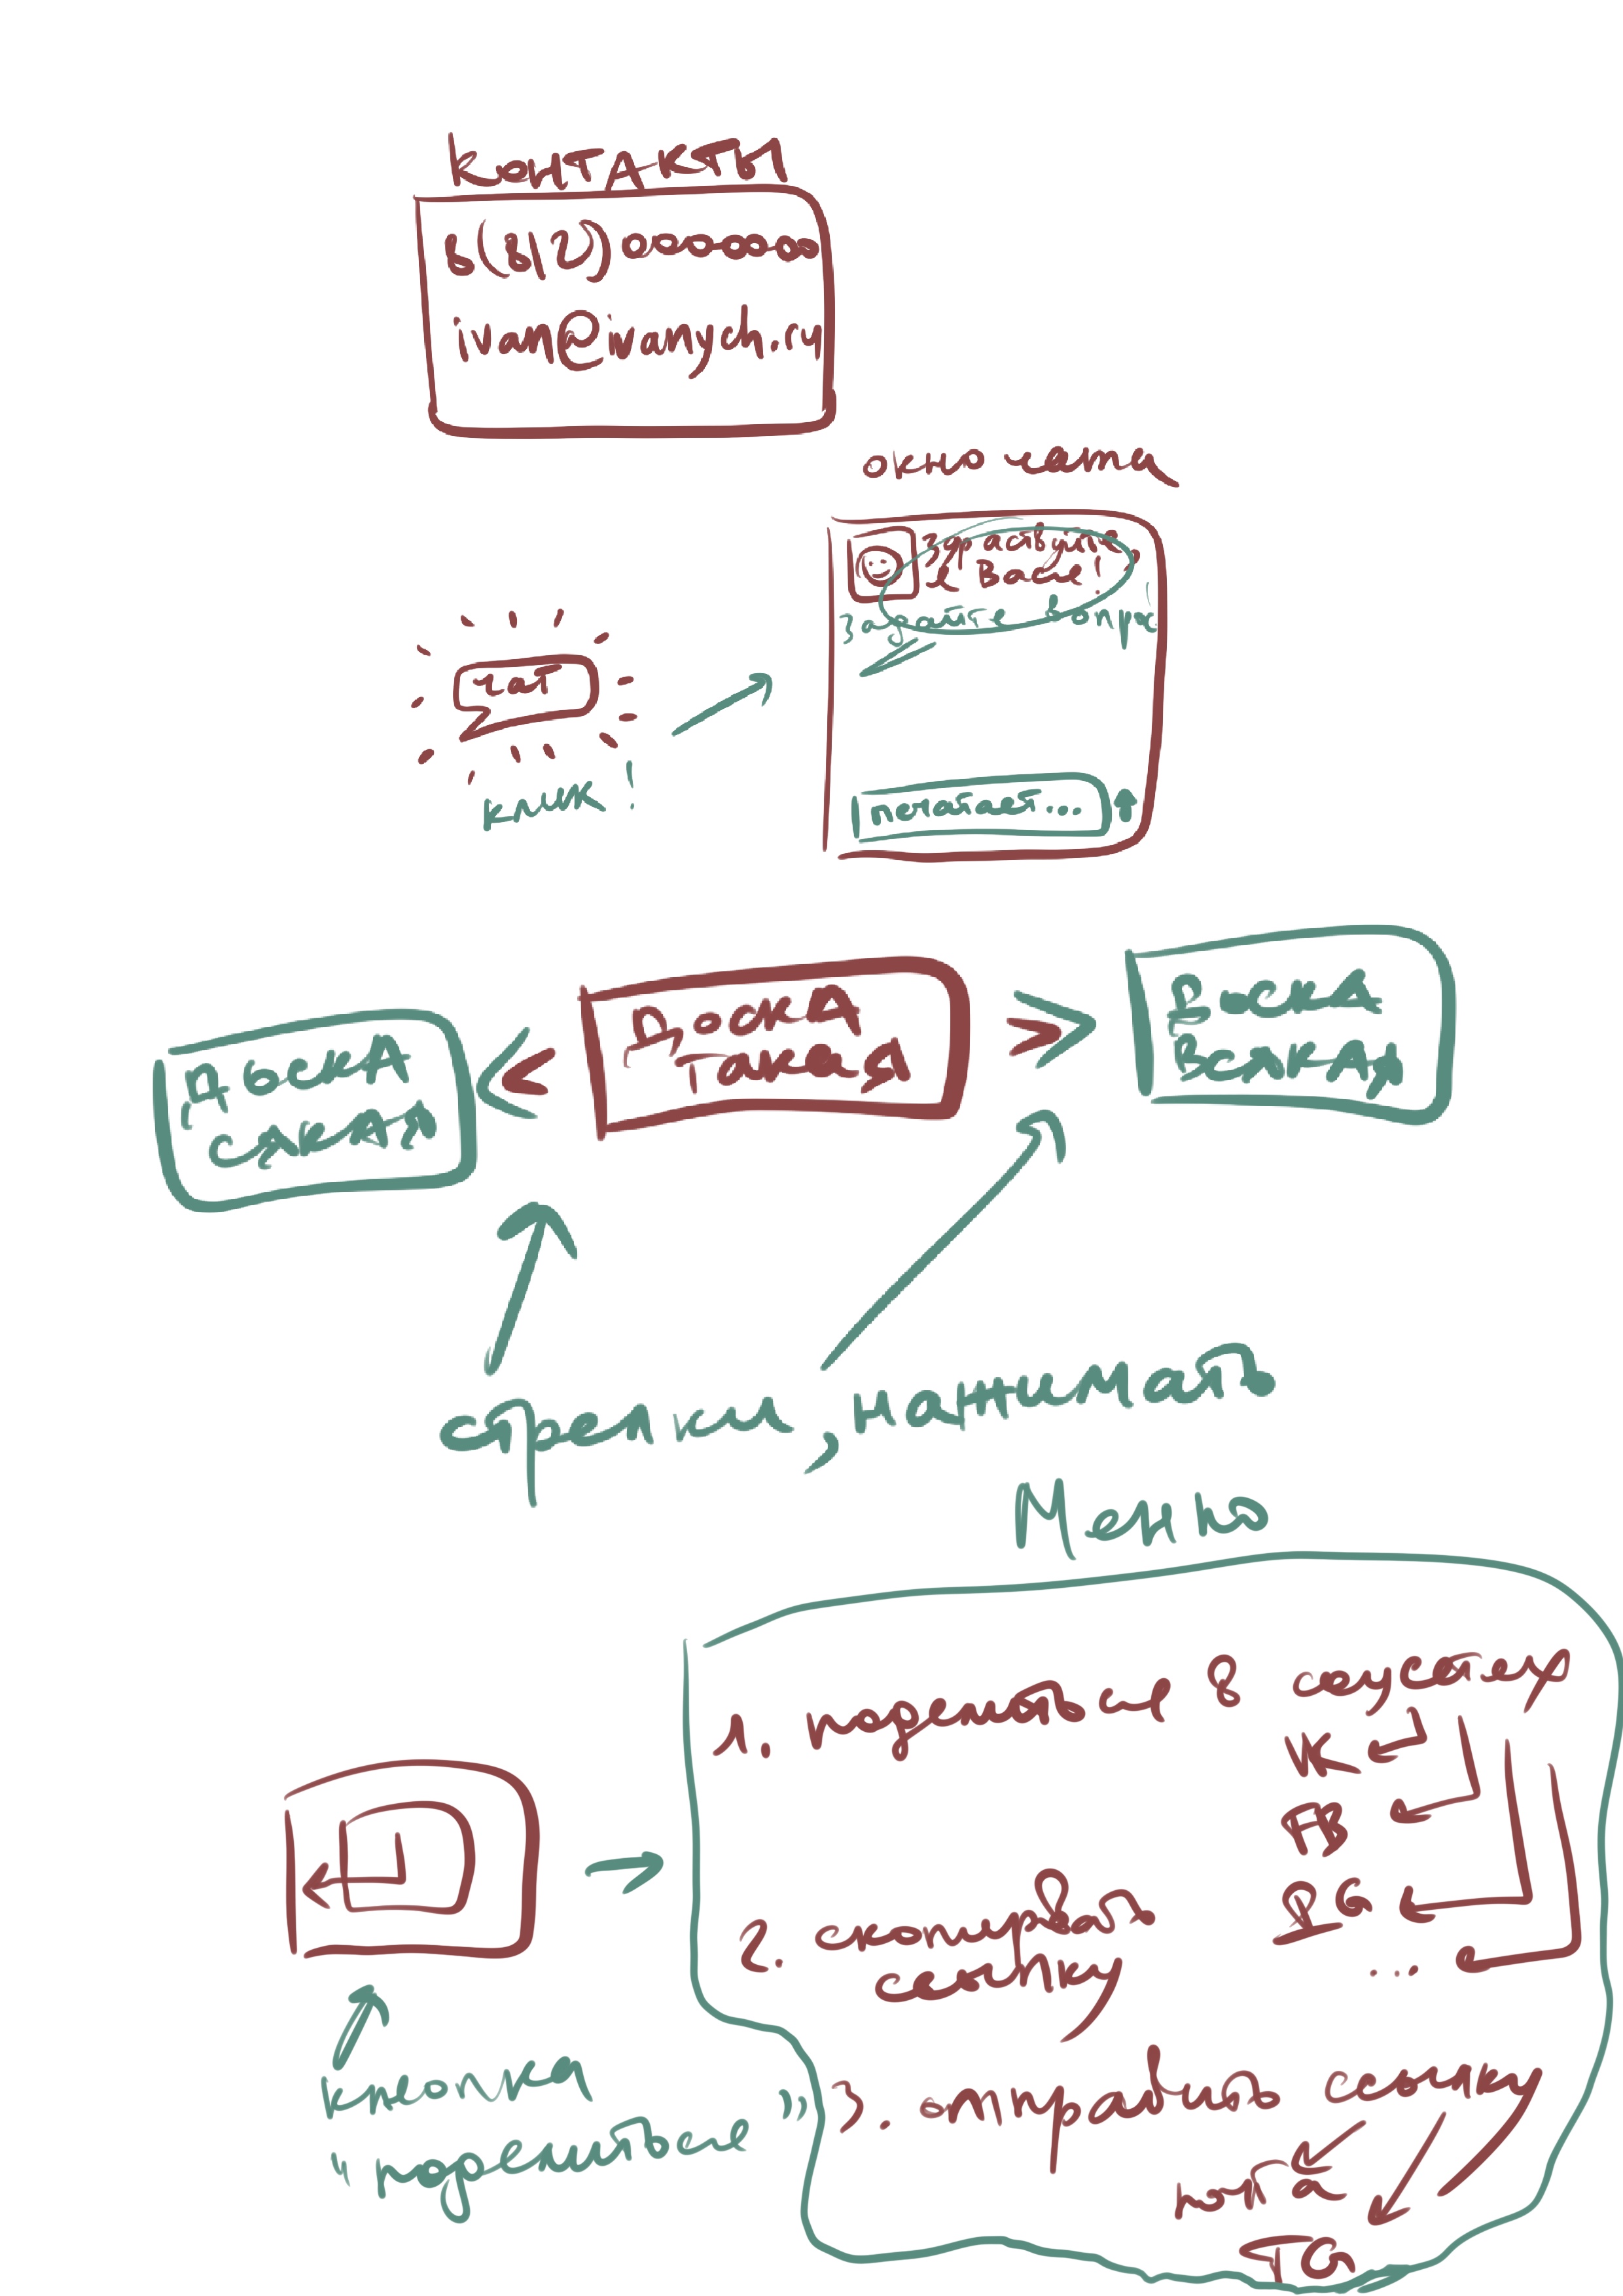 КОНТАКТЫ
8(812)0000000
ivan@ivanych.ru
окно чата
Здравствуйте
Вася!
задайте вопрос
чат
клик!
печатает...
ДОСКА
ТАКАЯ
ДОСКА
ВСЯКАЯ
ДОСКА
СЯКАЯ
стрелки, нажимать
Меню
1. поделиться в соцсетях
К
FB
ДG
...
2. скопировать
ссылку
кнопка
"поделиться"
3. отправить ссылку
почта
TG